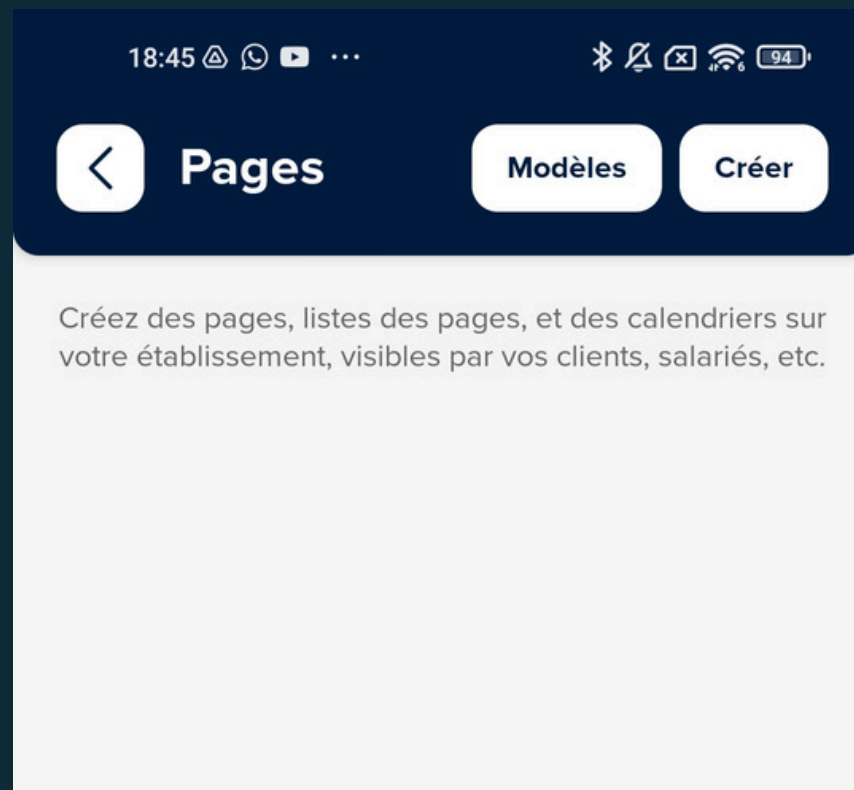 18:45
94
Pages
Modèles
Créer
Créez des pages, listes des pages, et des calendriers sur
votre établissement, visibles par vos clients, salariés, etc.